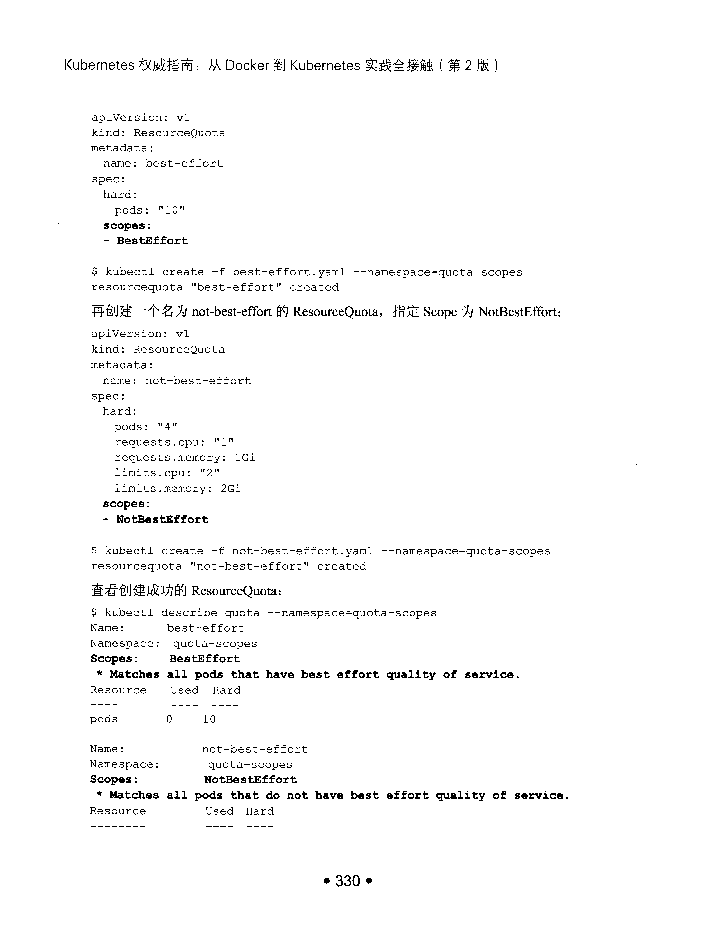 Kubernetes 权威指南：从 Docker 到 Kubernetes 实践全接触（第 2 版）
apiVersion: v1
kind: ResourceQuota
metadata:
  name: best-effort
spec:
  hard:
    pods: "10"
  scopes:
  - BestEffort
$ kubectl create -f best-effort.yaml --namespace=quota-scopes
resourcequota "best-effort" created
再创建一个名为 not-best-effort 的 ResourceQuota，指定 Scope 为 NotBestEffort：
apiVersion: v1
kind: ResourceQuota
metadata:
  name: not-best-effort
spec:
  hard:
    pods: "4"
    requests.cpu: "1"
    requests.memory: 1Gi
    limits.cpu: "2"
    limits.memory: 2Gi
  scopes:
  - NotBestEffort
$ kubectl create -f not-best-effort.yaml --namespace=quota-scopes
resourcequota "not-best-effort" created
查看创建成功的 ResourceQuota：
$ kubectl describe quota --namespace=quota-scopes
Name:      best-effort
Namespace:  quota-scopes
Scopes:    BestEffort
 * Matches all pods that have best effort quality of service.
Resource   Used  Hard
----       ----  ----
pods       0     10
Name:            not-best-effort
Namespace:       quota-scopes
Scopes:          NotBestEffort
 * Matches all pods that do not have best effort quality of service.
Resource         Used  Hard
--------         ----  ----
• 330 •